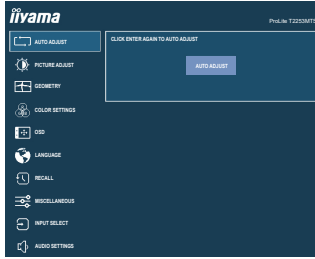 iiyama
ProLite T2253MTS
AUTO ADJUST
CLICK ENTER AGAIN TO AUTO ADJUST
AUTO ADJUST
PICTURE ADJUST
GEOMETRY
COLOR SETTINGS
OSD
LANGUAGE
RECALL
MISCELLANEOUS
INPUT SELECT
AUDIO SETTINGS